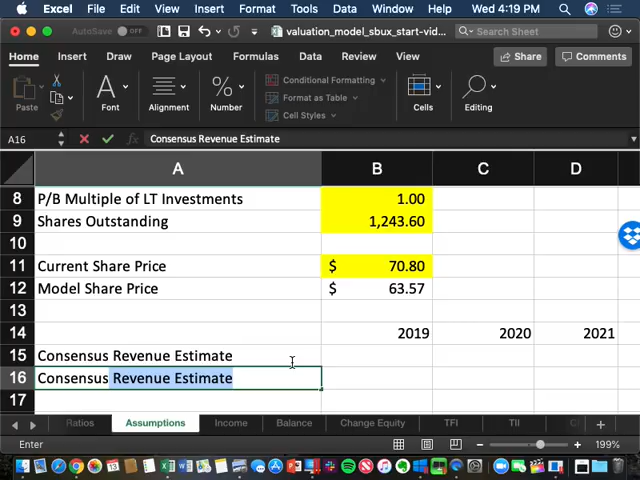 Excel File Edit View Insert Format Tools Data Window Help Wed 4:19 PM
AutoSave OFF valuation_model_sbux_start-vid... Search Sheet
Home Insert Draw Page Layout Formulas Data Review View Share Comments
Paste Font Alignment Number Conditional Formatting Format as Table Cell Styles Cells Editing
A16 fx Consensus Revenue Estimate
A B C D
8 P/B Multiple of LT Investments 1.00
9 Shares Outstanding 1,243.60
10
11 Current Share Price $ 70.80
12 Model Share Price $ 63.57
13
14 2019 2020 2021
15 Consensus Revenue Estimate
16 Consensus Revenue Estimate
17
Ratios Assumptions Income Balance Change Equity TFI TII
Enter 199%